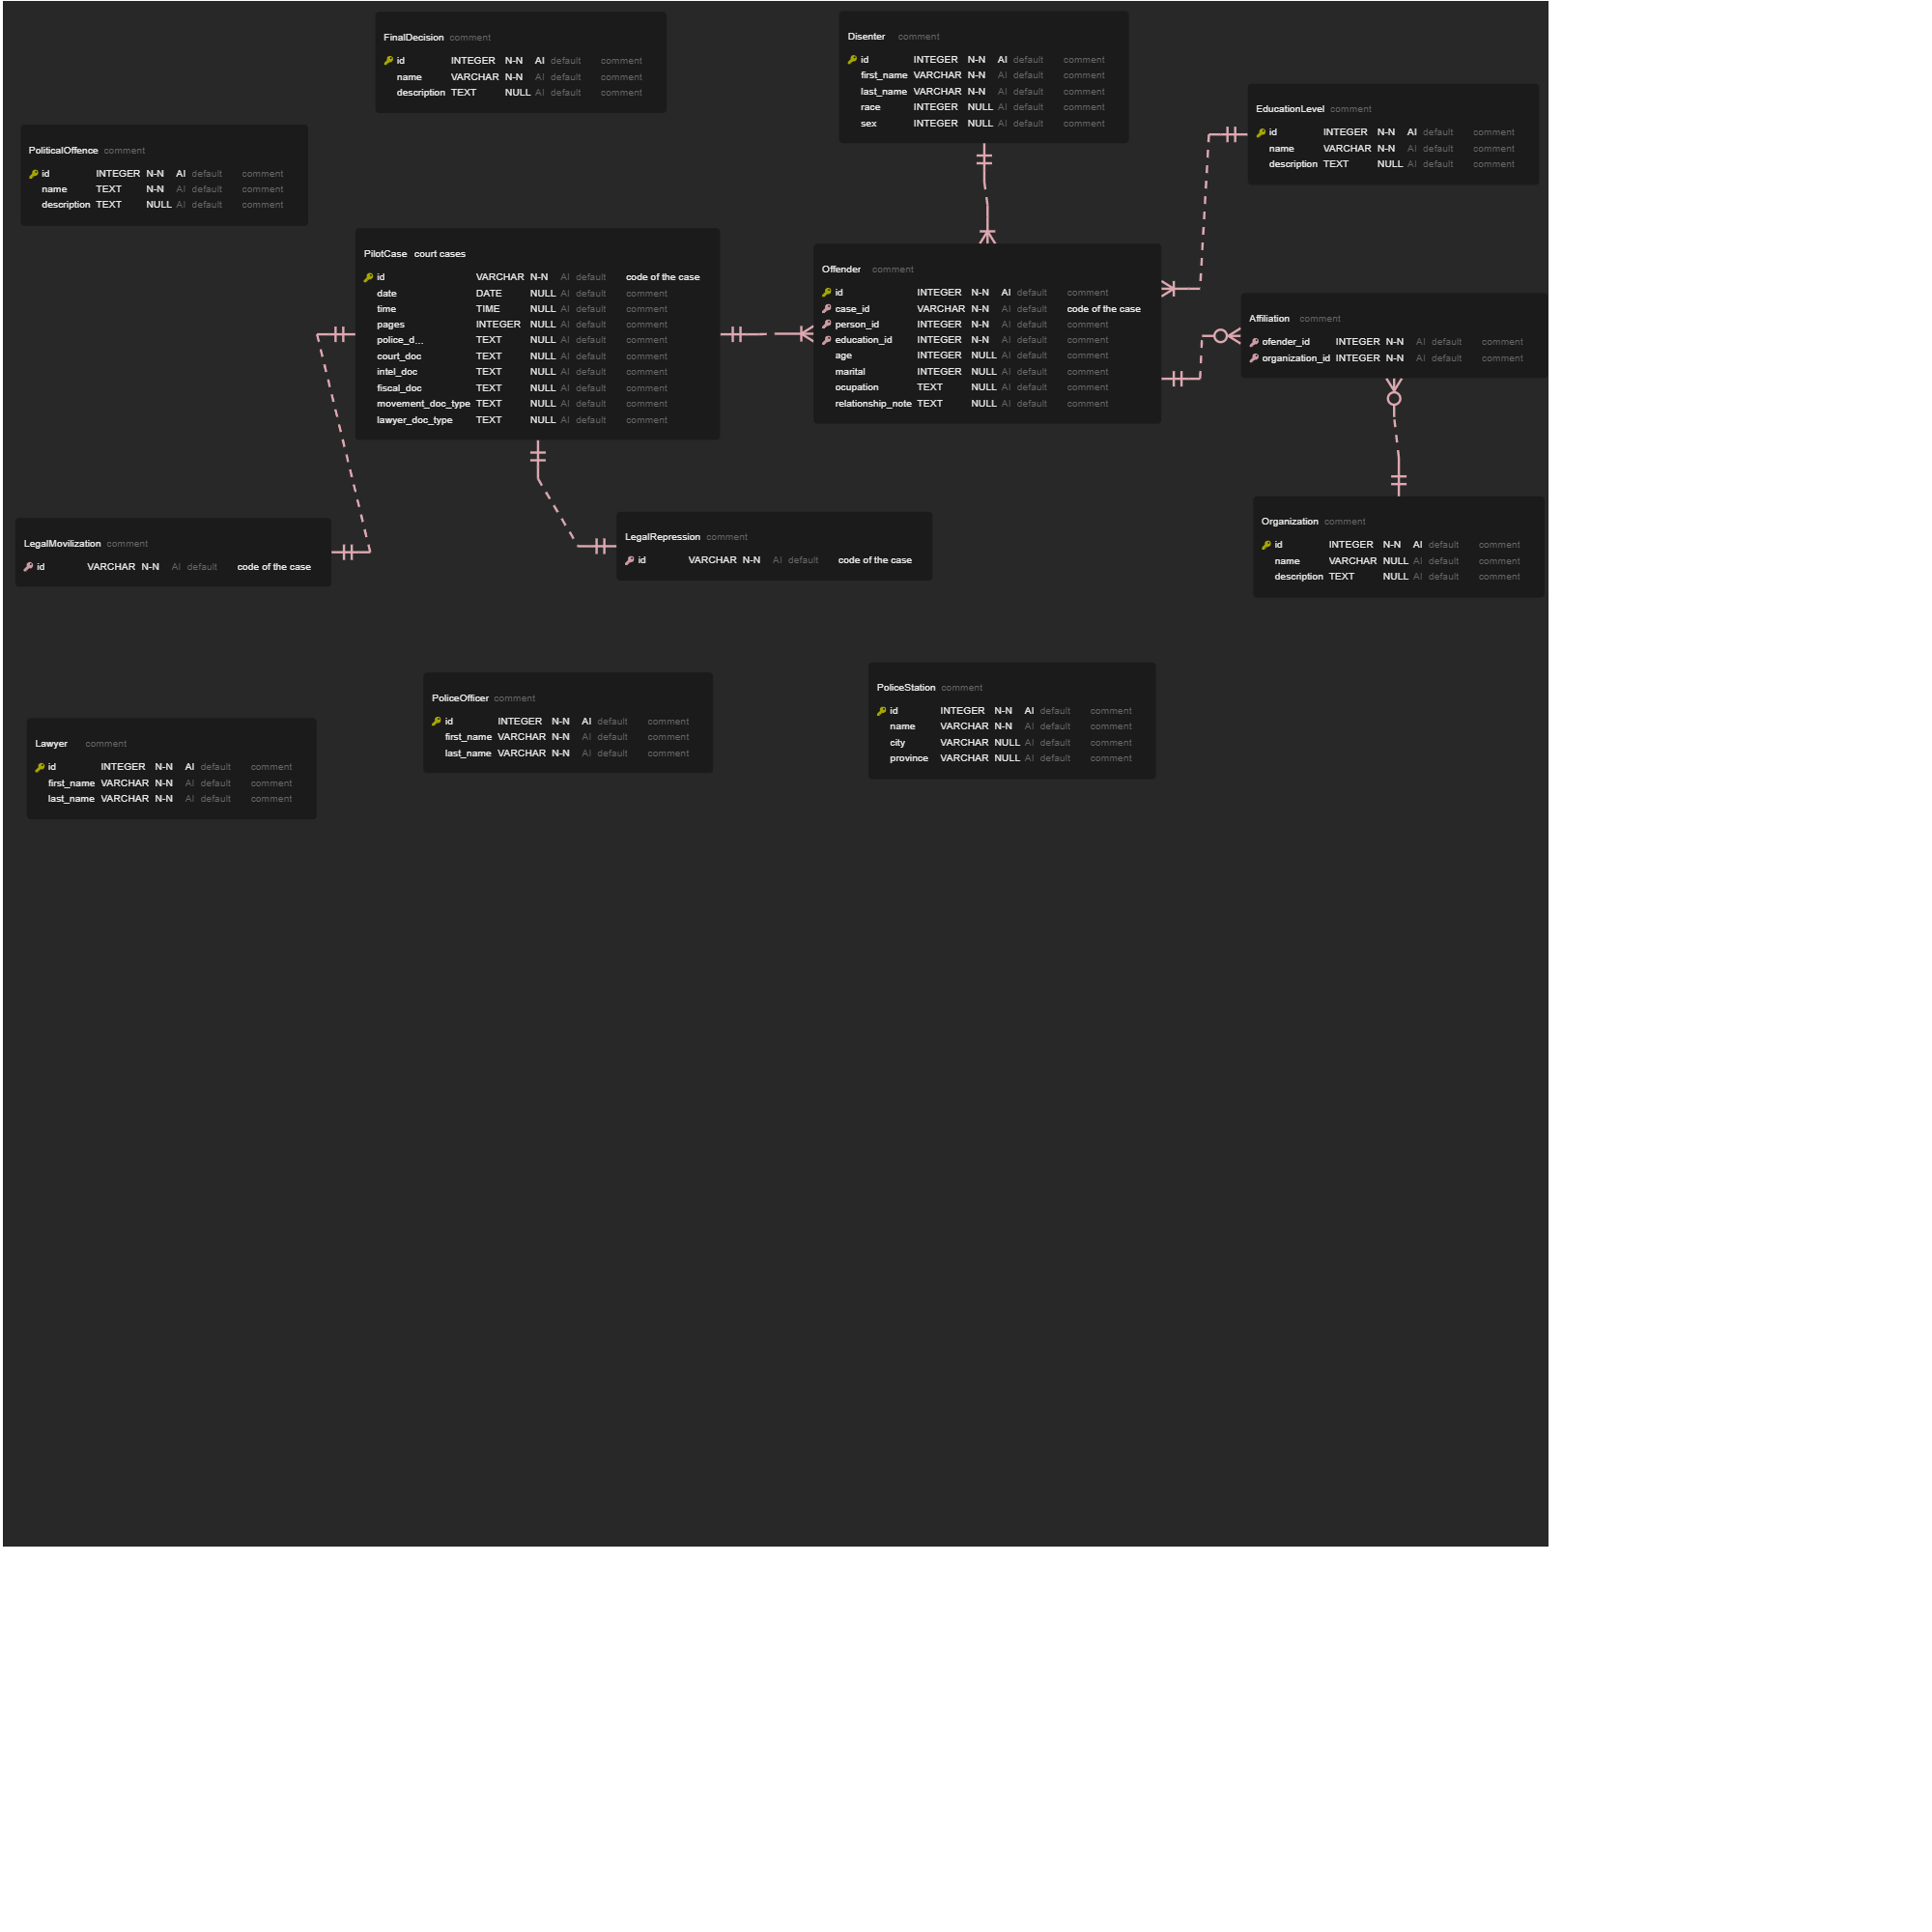 FinalDecision comment
id INTEGER N-N AI default comment
name VARCHAR N-N AI default comment
description TEXT NULL AI default comment
Disenter comment
id INTEGER N-N AI default comment
first_name VARCHAR N-N AI default comment
last_name VARCHAR N-N AI default comment
race INTEGER NULL AI default comment
sex INTEGER NULL AI default comment
EducationLevel comment
id INTEGER N-N AI default comment
name VARCHAR N-N AI default comment
description TEXT NULL AI default comment
PoliticalOffence comment
id INTEGER N-N AI default comment
name TEXT N-N AI default comment
description TEXT NULL AI default comment
PilotCase court cases
id VARCHAR N-N AI default code of the case
date DATE NULL AI default comment
time TIME NULL AI default comment
pages INTEGER NULL AI default comment
police_d... TEXT NULL AI default comment
court_doc TEXT NULL AI default comment
intel_doc TEXT NULL AI default comment
fiscal_doc TEXT NULL AI default comment
movement_doc_type TEXT NULL AI default comment
lawyer_doc_type TEXT NULL AI default comment
Offender comment
id INTEGER N-N AI default comment
case_id VARCHAR N-N AI default code of the case
person_id INTEGER N-N AI default comment
education_id INTEGER N-N AI default comment
age INTEGER NULL AI default comment
marital INTEGER NULL AI default comment
ocupation TEXT NULL AI default comment
relationship_note TEXT NULL AI default comment
Affiliation comment
ofender_id INTEGER N-N AI default comment
organization_id INTEGER N-N AI default comment
LegalMovilization comment
id VARCHAR N-N AI default code of the case
LegalRepression comment
id VARCHAR N-N AI default code of the case
Organization comment
id INTEGER N-N AI default comment
name VARCHAR NULL AI default comment
description TEXT NULL AI default comment
Lawyer comment
id INTEGER N-N AI default comment
first_name VARCHAR N-N AI default comment
last_name VARCHAR N-N AI default comment
PoliceOfficer comment
id INTEGER N-N AI default comment
first_name VARCHAR N-N AI default comment
last_name VARCHAR N-N AI default comment
PoliceStation comment
id INTEGER N-N AI default comment
name VARCHAR N-N AI default comment
city VARCHAR NULL AI default comment
province VARCHAR NULL AI default comment